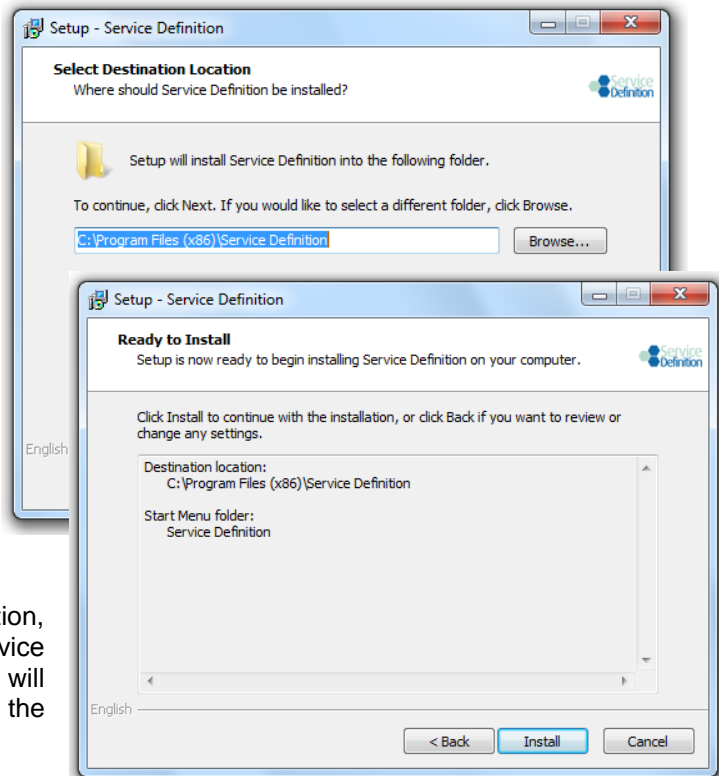 Setup - Service Definition
Select Destination Location
Where should Service Definition be installed?
Service
Definition
Setup will install Service Definition into the following folder.
To continue, click Next. If you would like to select a different folder, click Browse.
C:\Program Files (x86)\Service Definition
Browse...
English
Setup - Service Definition
Ready to Install
Setup is now ready to begin installing Service Definition on your computer.
Service
Definition
Click Install to continue with the installation, or click Back if you want to review or
change any settings.
Destination location:
C:\Program Files (x86)\Service Definition
Start Menu folder:
Service Definition
English
< Back
Install
Cancel
will
the